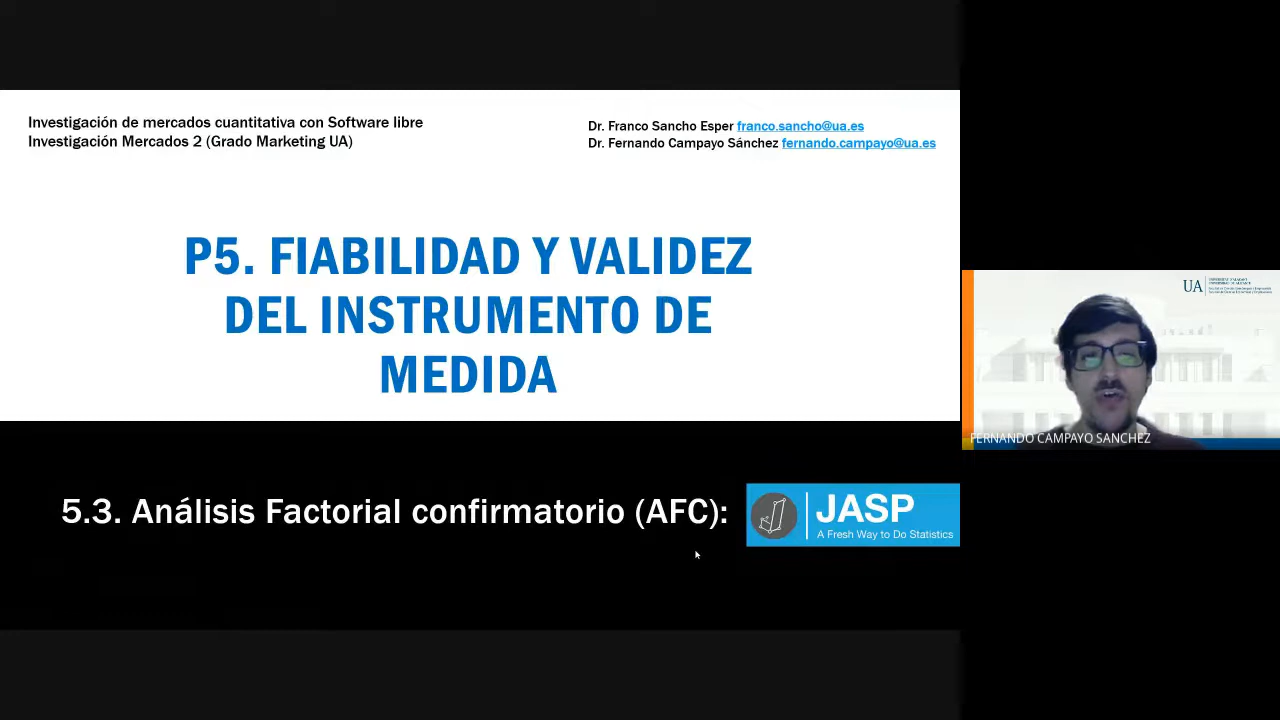 Investigación de mercados cuantitativa con Software libre
Investigación Mercados 2 (Grado Marketing UA)
Dr. Franco Sancho Esper franco.sancho@ua.es
Dr. Fernando Campayo Sánchez fernando.campayo@ua.es
P5. FIABILIDAD Y VALIDEZ
DEL INSTRUMENTO DE
MEDIDA
5.3. Análisis Factorial confirmatorio (AFC):
JASP
A Fresh Way to Do Statistics
UA
FERNANDO CAMPAYO SANCHEZ